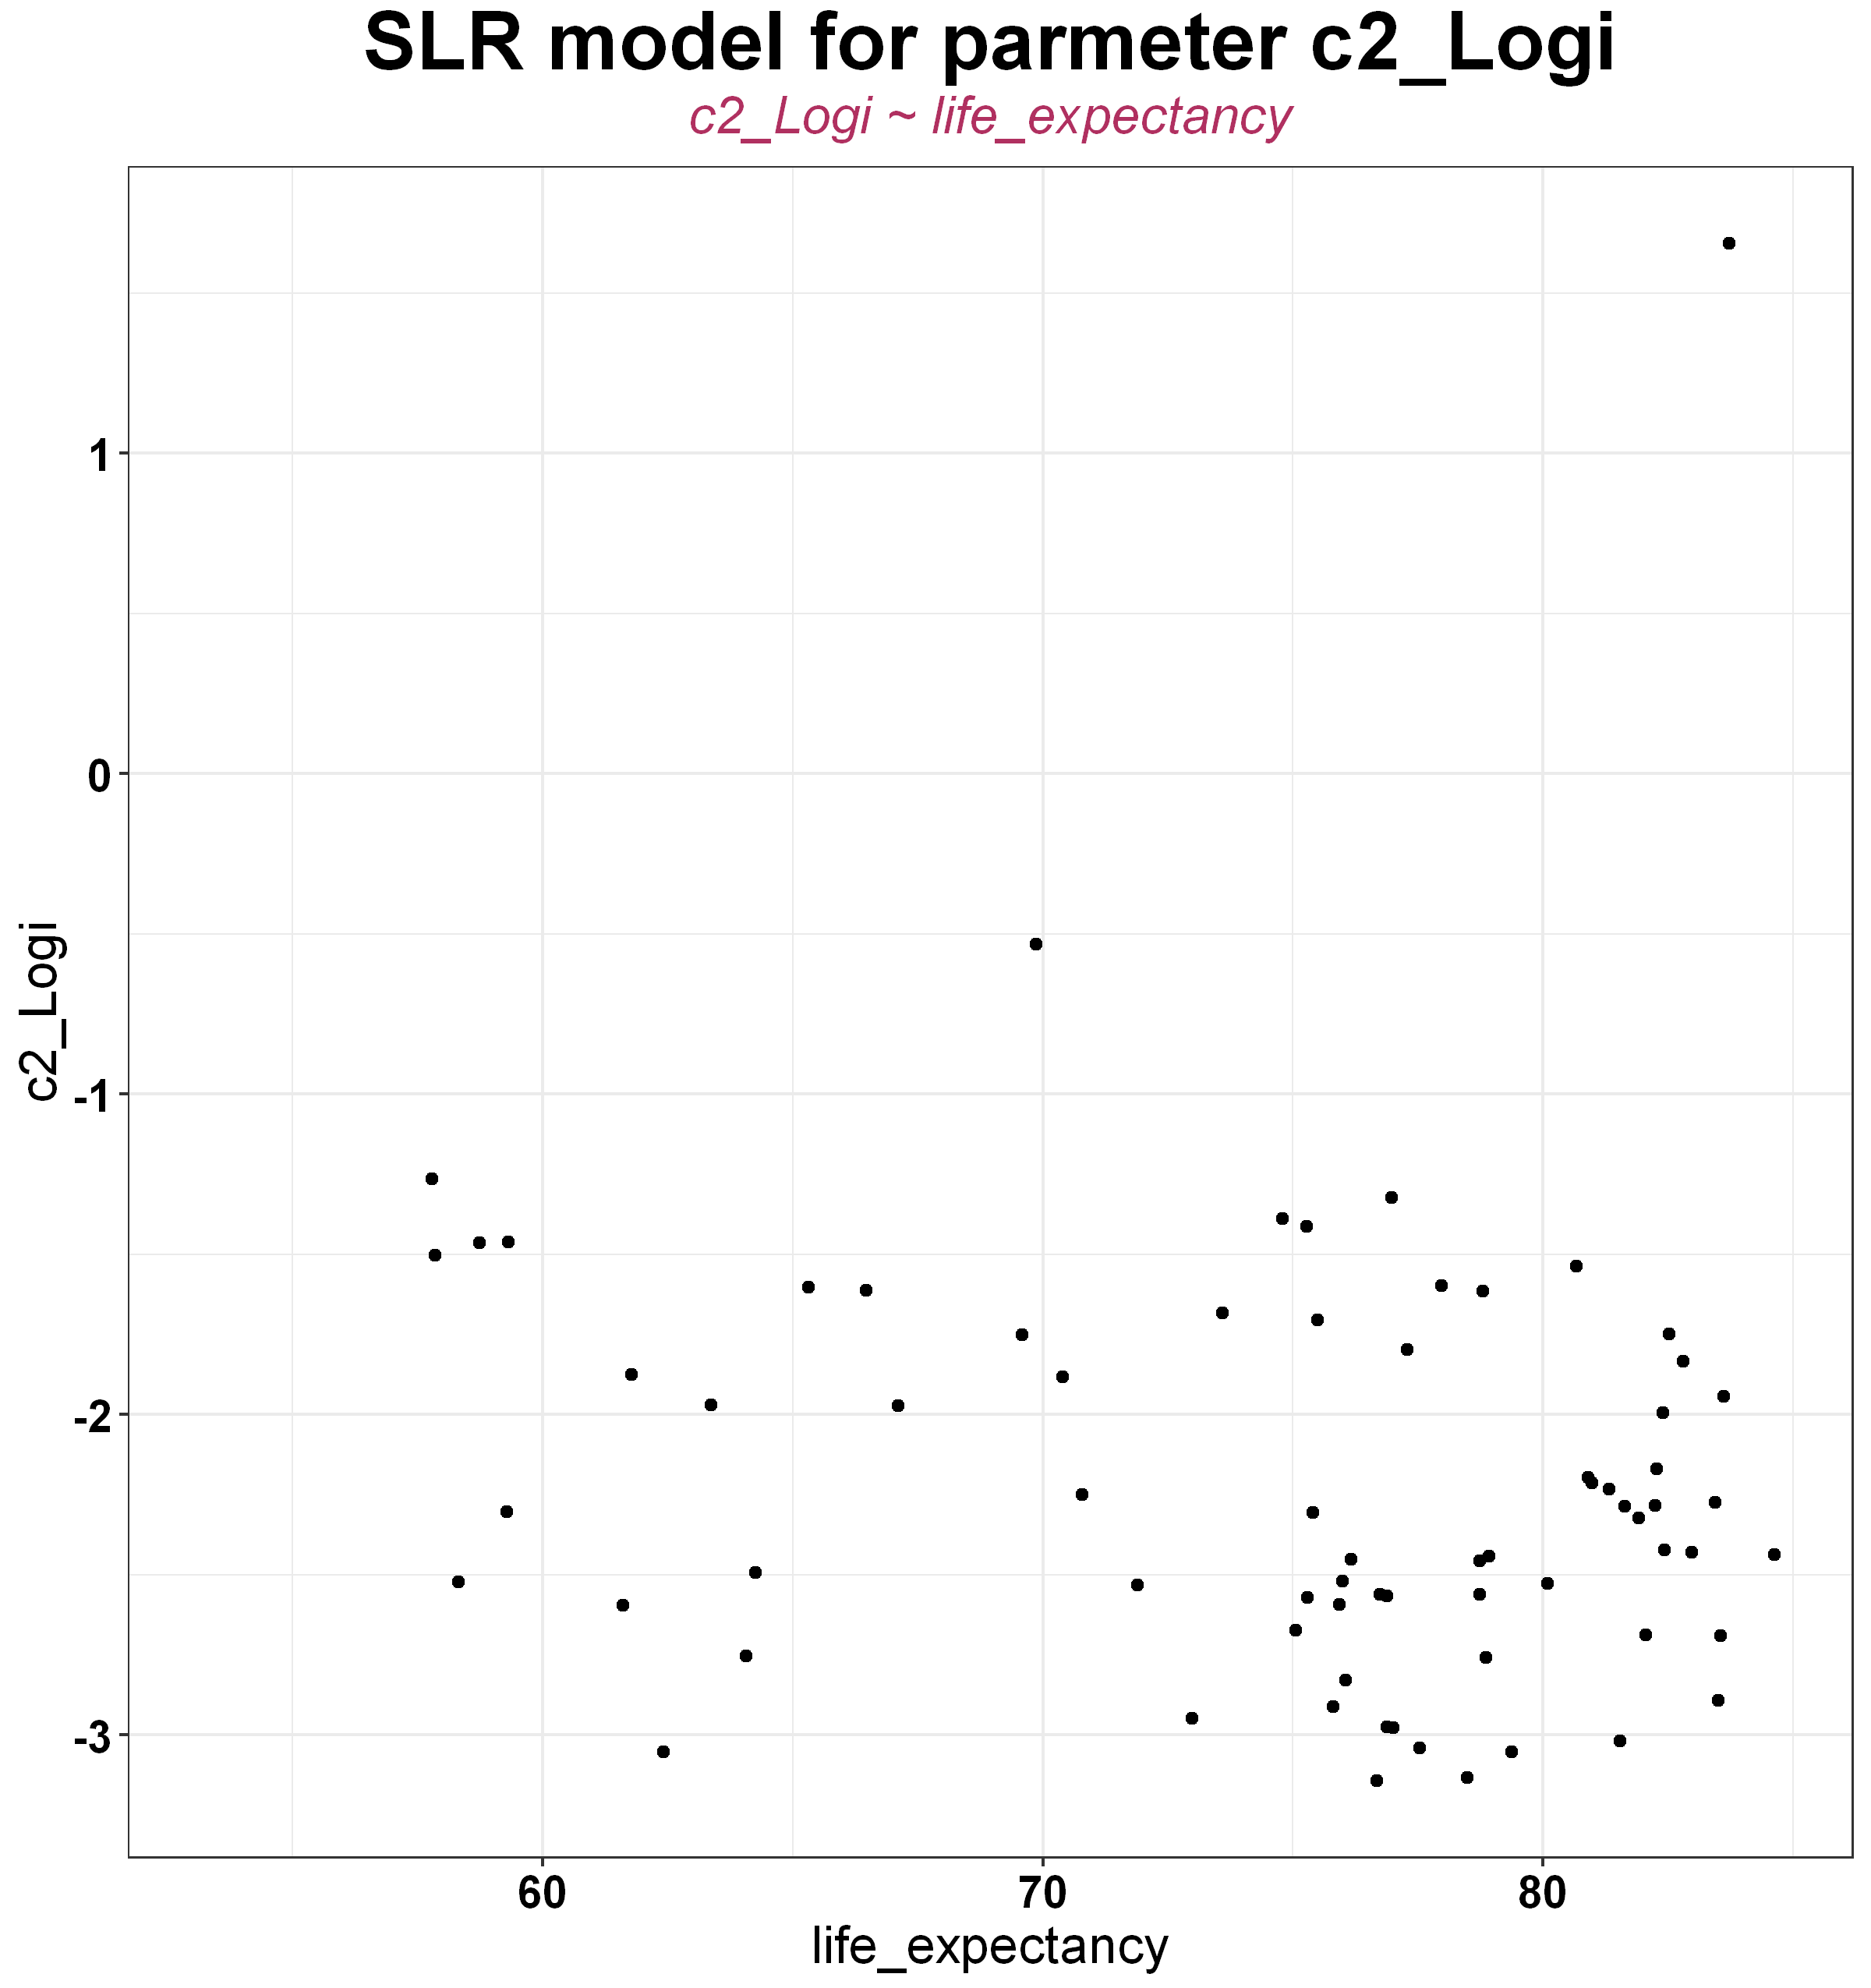 SLR model for parmeter c2_Logi
c2_Logi ~ life_expectancy
1
0
-1
-2
-3
c2_Logi
60 70 80
life_expectancy